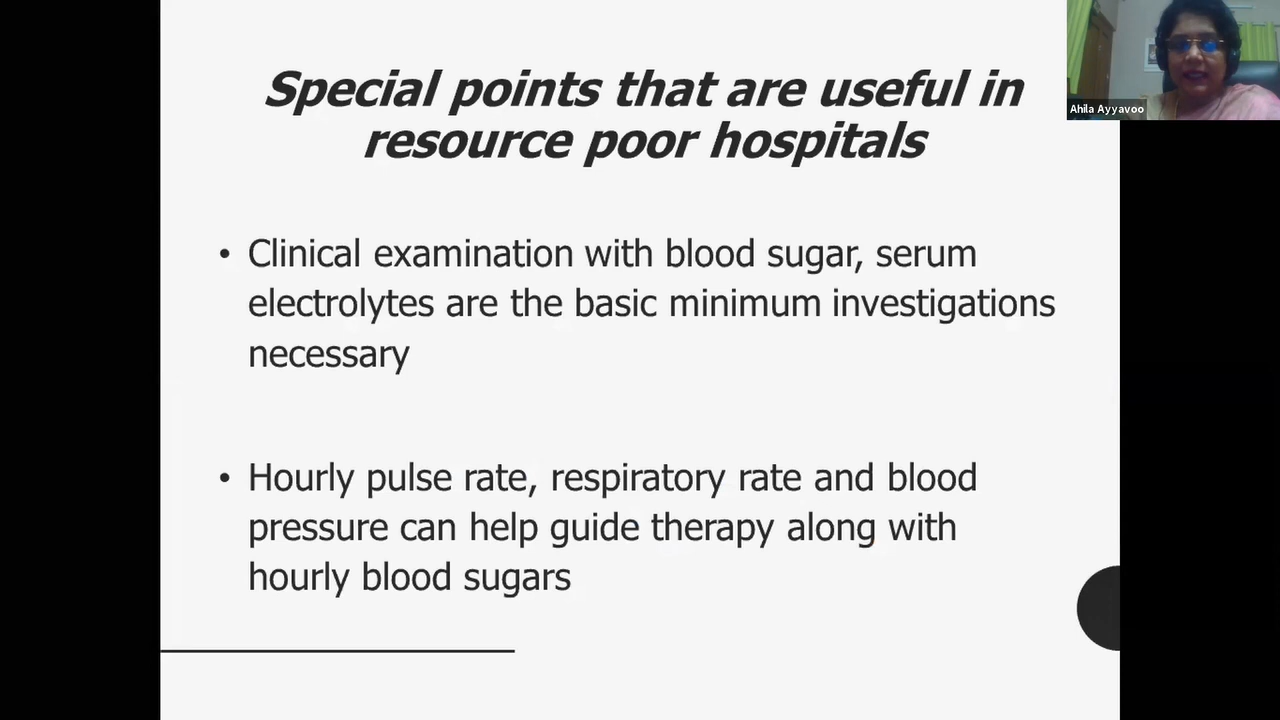 Special points that are useful in
resource poor hospitals
Ahila Ayyavoo
• Clinical examination with blood sugar, serum
electrolytes are the basic minimum investigations
necessary
• Hourly pulse rate, respiratory rate and blood
pressure can help guide therapy along with
hourly blood sugars